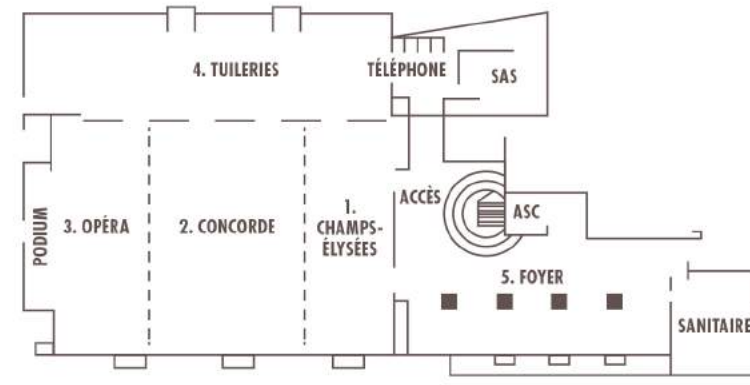 4. TUILERIES
TÉLÉPHONE
SAS
PODIUM
3. OPÉRA
2. CONCORDE
1.
CHAMPS-
ÉLYSÉES
ACCÈS
ASC
5. FOYER
SANITAIRE